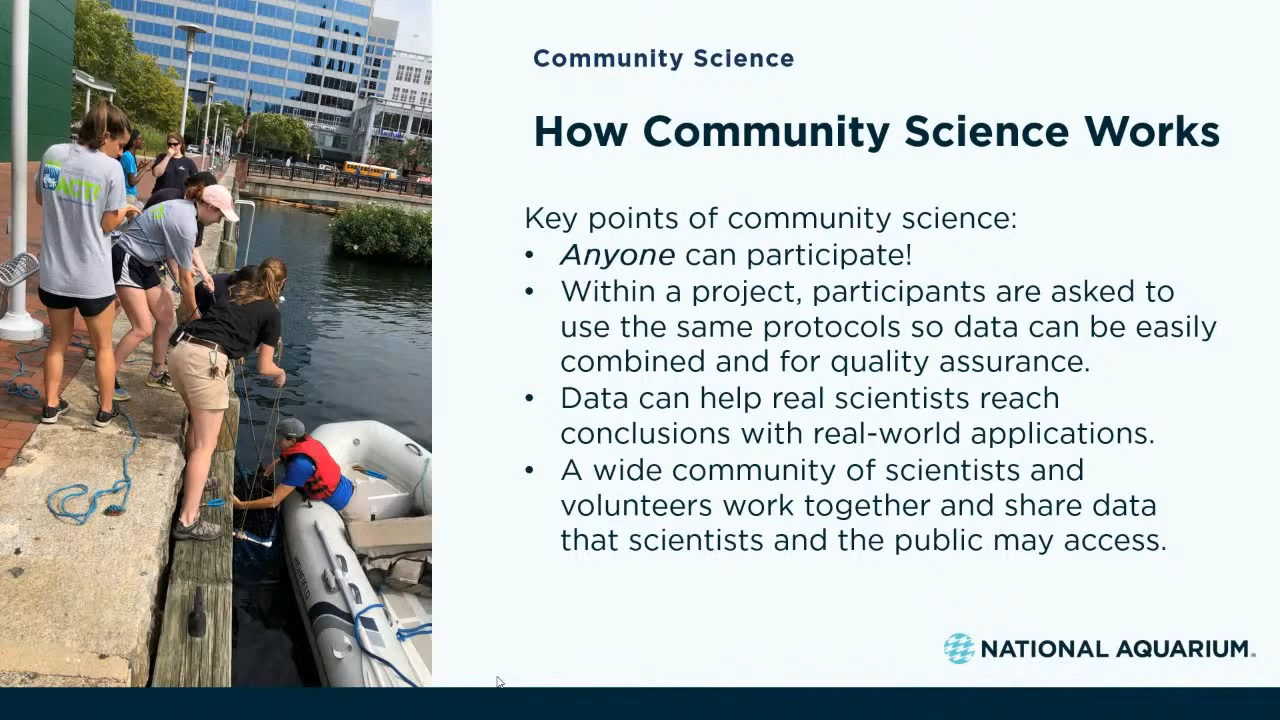 Community Science
How Community Science Works
Key points of community science:
• Anyone can participate!
• Within a project, participants are asked to
use the same protocols so data can be easily
combined and for quality assurance.
• Data can help real scientists reach
conclusions with real-world applications.
• A wide community of scientists and
volunteers work together and share data
that scientists and the public may access.
NATIONAL AQUARIUM
ACT!